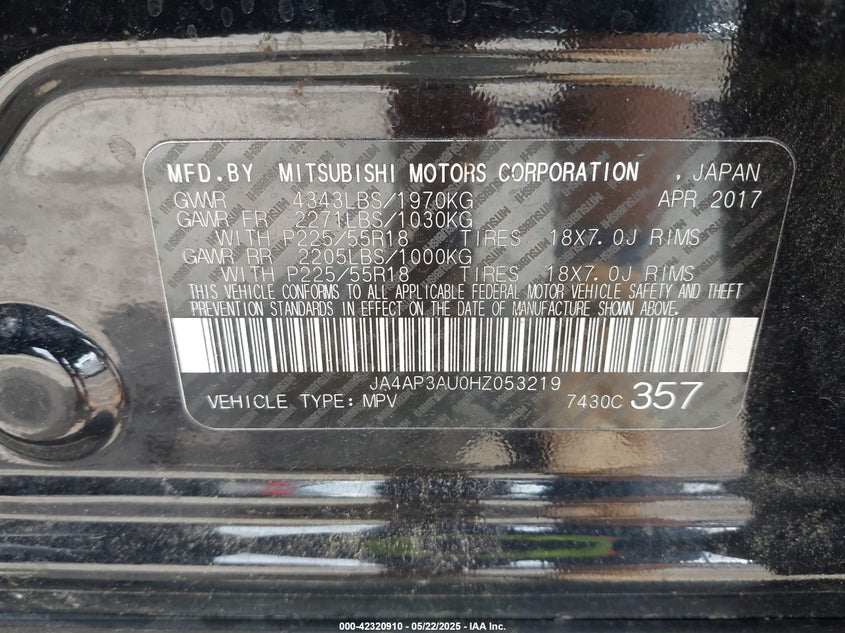 MFD.BY MITSUBISHI MOTORS CORPORATION , JAPAN
GVWR 4343LBS/1970KG APR 2017
GAWR FR 2271LBS/1030KG
WITH P225/55R18 TIRES 18X7.0J RIMS
GAWR RR 2205LBS/1000KG
WITH P225/55R18 TIRES 18X7.0J RIMS
THIS VEHICLE CONFORMS TO ALL APPLICABLE FEDERAL MOTOR VEHICLE SAFETY AND THEFT
PREVENTION STANDARDS IN EFFECT ON THE DATE OF MANUFACTURE SHOWN ABOVE.
JA4AP3AU0HZ053219
VEHICLE TYPE: MPV 7430C 357
000-42320910 - 05/22/2025 - IAA Inc.